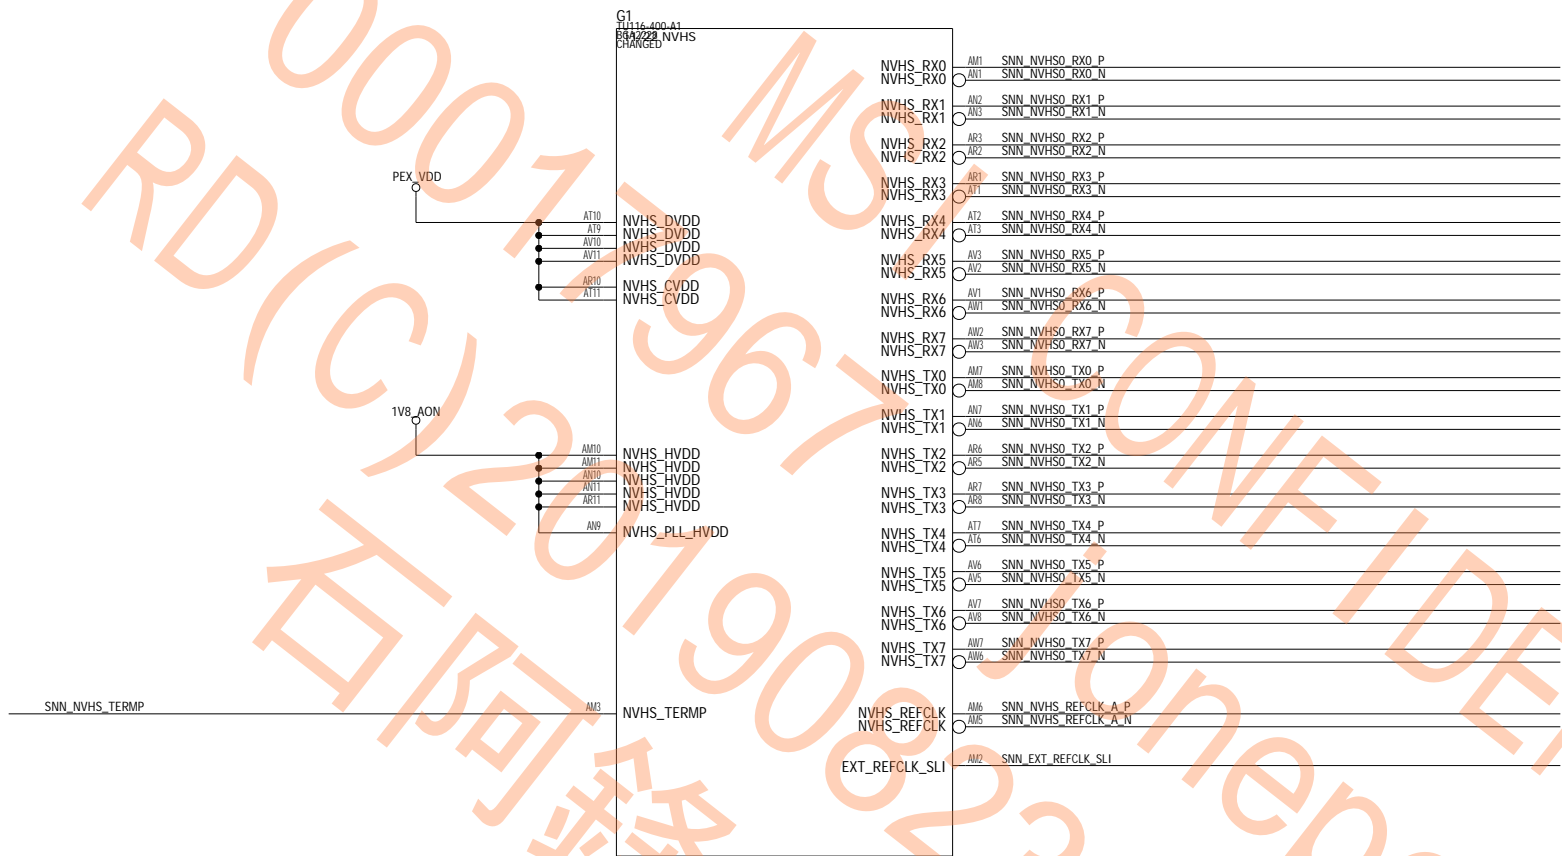 G1
TU116-400-A1
CHANGED
NVHS_RX0 AM1 SNN_NVHS0_RX0_P
NVHS_RX0 AN1 SNN_NVHS0_RX0_N
NVHS_RX1 AN2 SNN_NVHS0_RX1_P
NVHS_RX1 AN3 SNN_NVHS0_RX1_N
NVHS_RX2 AR3 SNN_NVHS0_RX2_P
NVHS_RX2 AR2 SNN_NVHS0_RX2_N
PEX_VDD
NVHS_RX3 AR1 SNN_NVHS0_RX3_P
NVHS_RX3 AT1 SNN_NVHS0_RX3_N
AT10 NVHS_DVDD
AT9 NVHS_DVDD
AV10 NVHS_DVDD
AV11 NVHS_DVDD
AR10 NVHS_CVDD
AT11 NVHS_CVDD
NVHS_RX4 AT2 SNN_NVHS0_RX4_P
NVHS_RX4 AT3 SNN_NVHS0_RX4_N
NVHS_RX5 AV3 SNN_NVHS0_RX5_P
NVHS_RX5 AV2 SNN_NVHS0_RX5_N
NVHS_RX6 AV1 SNN_NVHS0_RX6_P
NVHS_RX6 AW1 SNN_NVHS0_RX6_N
NVHS_RX7 AW2 SNN_NVHS0_RX7_P
NVHS_RX7 AW3 SNN_NVHS0_RX7_N
NVHS_TX0 AM7 SNN_NVHS0_TX0_P
NVHS_TX0 AM8 SNN_NVHS0_TX0_N
1V8_AON
NVHS_TX1 AN7 SNN_NVHS0_TX1_P
NVHS_TX1 AN6 SNN_NVHS0_TX1_N
AM10 NVHS_HVDD
AM11 NVHS_HVDD
AN10 NVHS_HVDD
AN11 NVHS_HVDD
AR11 NVHS_HVDD
AN9 NVHS_PLL_HVDD
NVHS_TX2 AR6 SNN_NVHS0_TX2_P
NVHS_TX2 AR5 SNN_NVHS0_TX2_N
NVHS_TX3 AR7 SNN_NVHS0_TX3_P
NVHS_TX3 AR8 SNN_NVHS0_TX3_N
NVHS_TX4 AT7 SNN_NVHS0_TX4_P
NVHS_TX4 AT6 SNN_NVHS0_TX4_N
NVHS_TX5 AV6 SNN_NVHS0_TX5_P
NVHS_TX5 AV5 SNN_NVHS0_TX5_N
NVHS_TX6 AV7 SNN_NVHS0_TX6_P
NVHS_TX6 AV8 SNN_NVHS0_TX6_N
NVHS_TX7 AW7 SNN_NVHS0_TX7_P
NVHS_TX7 AW6 SNN_NVHS0_TX7_N
SNN_NVHS_TERMP AM3 NVHS_TERMP
NVHS_REFCLK AM6 SNN_NVHS_REFCLK_A_P
NVHS_REFCLK AM5 SNN_NVHS_REFCLK_A_N
EXT_REFCLK_SLI AM2 SNN_EXT_REFCLK_SLI
MSI CONFIDE
00017967 jonep
RD(C)20190823
石阿鋒